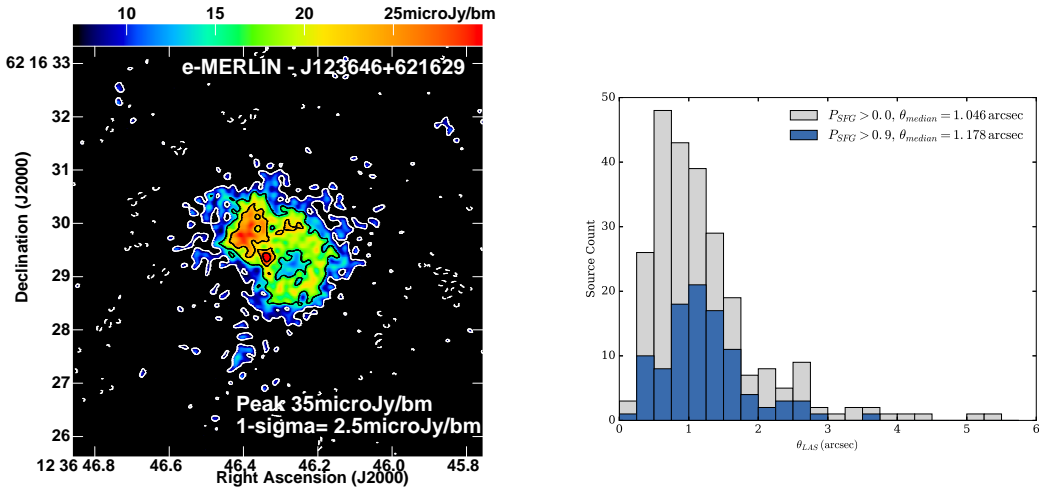 10 15 20 25microJy/bm
e-MERLIN - J123646+621629
62 16 33
32
31
30
29
28
27
26
Declination (J2000)
Peak 35microJy/bm
1-sigma= 2.5microJy/bm
12 36 46.8 46.6 46.4 46.2 46.0 45.8
Right Ascension (J2000)
50
40
30
20
10
0
Source Count
P_SFG > 0.0, θ_median = 1.046 arcsec
P_SFG > 0.9, θ_median = 1.178 arcsec
0 1 2 3 4 5 6
θ_LAS (arcsec)